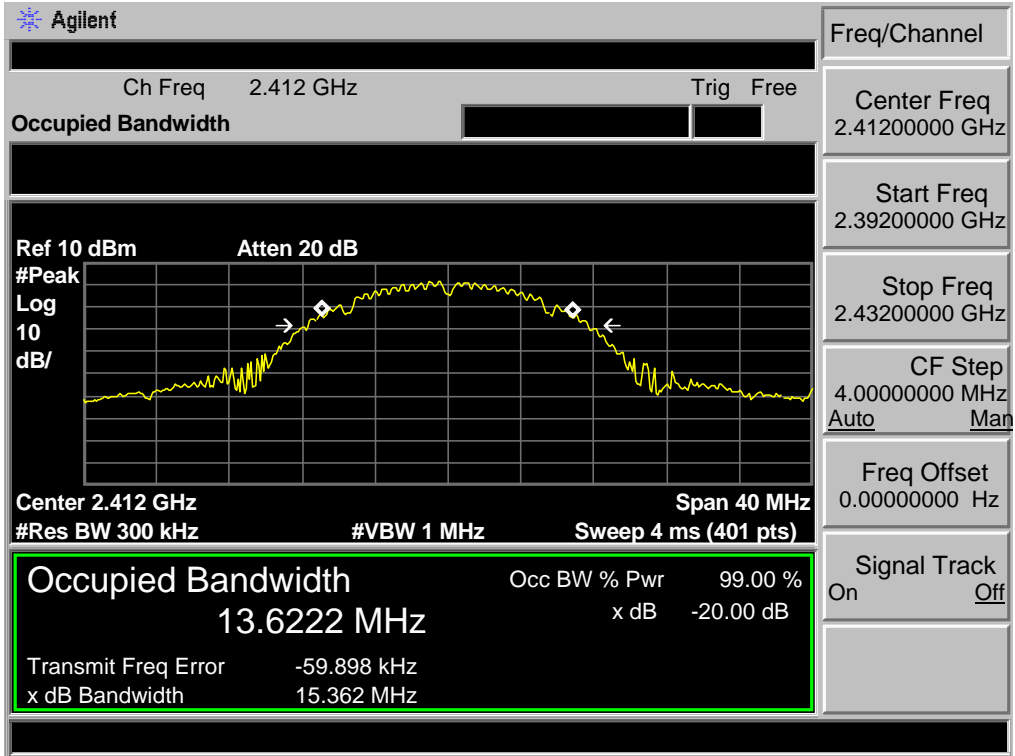 Agilent
Freq/Channel
Ch Freq 2.412 GHz Trig Free
Occupied Bandwidth
Center Freq
2.41200000 GHz
Start Freq
2.39200000 GHz
Ref 10 dBm Atten 20 dB
#Peak
Log
10
dB/
Stop Freq
2.43200000 GHz
CF Step
4.00000000 MHz
Auto Man
Freq Offset
0.00000000 Hz
Center 2.412 GHz Span 40 MHz
#Res BW 300 kHz #VBW 1 MHz Sweep 4 ms (401 pts)
Signal Track
On Off
Occupied Bandwidth Occ BW % Pwr 99.00 %
13.6222 MHz x dB -20.00 dB
Transmit Freq Error -59.898 kHz
x dB Bandwidth 15.362 MHz